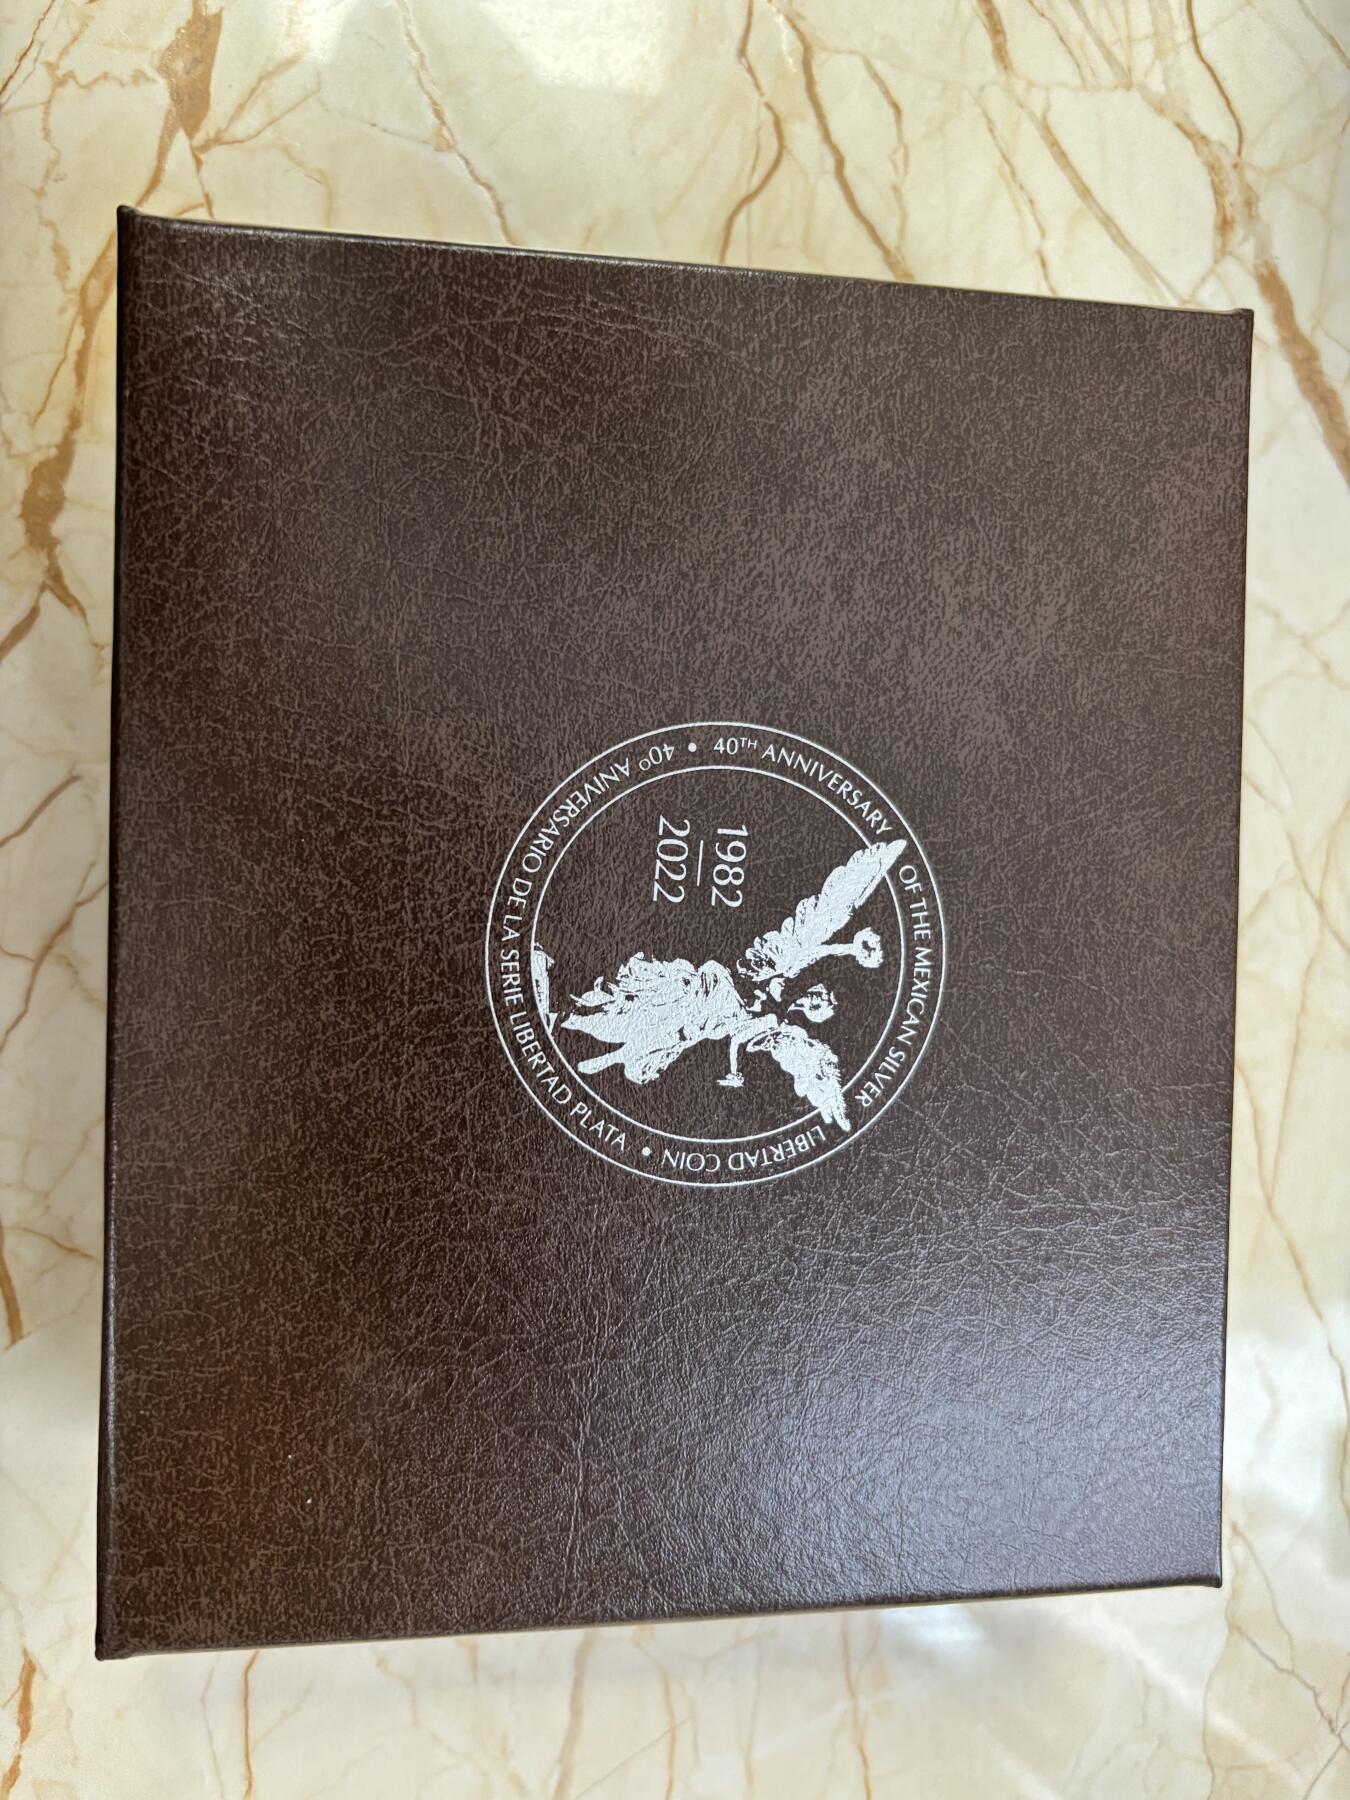 40TH ANNIVERSARY OF THE MEXICAN SILVER LIBERTAD COIN •
40º ANIVERSARIO DE LA SERIE LIBERTAD PLATA •
1982
2022